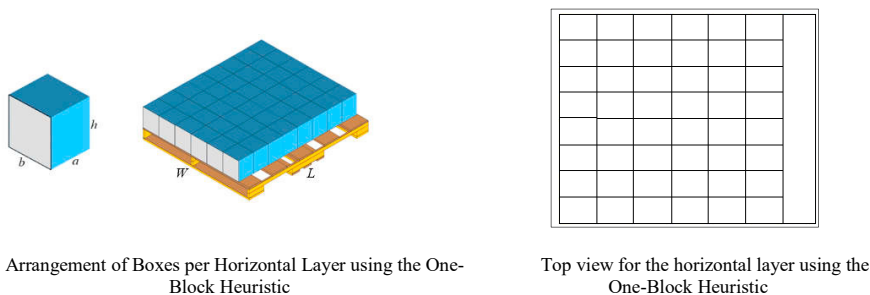 h
b
a
W
L
Arrangement of Boxes per Horizontal Layer using the One-
Block Heuristic
Top view for the horizontal layer using the
One-Block Heuristic